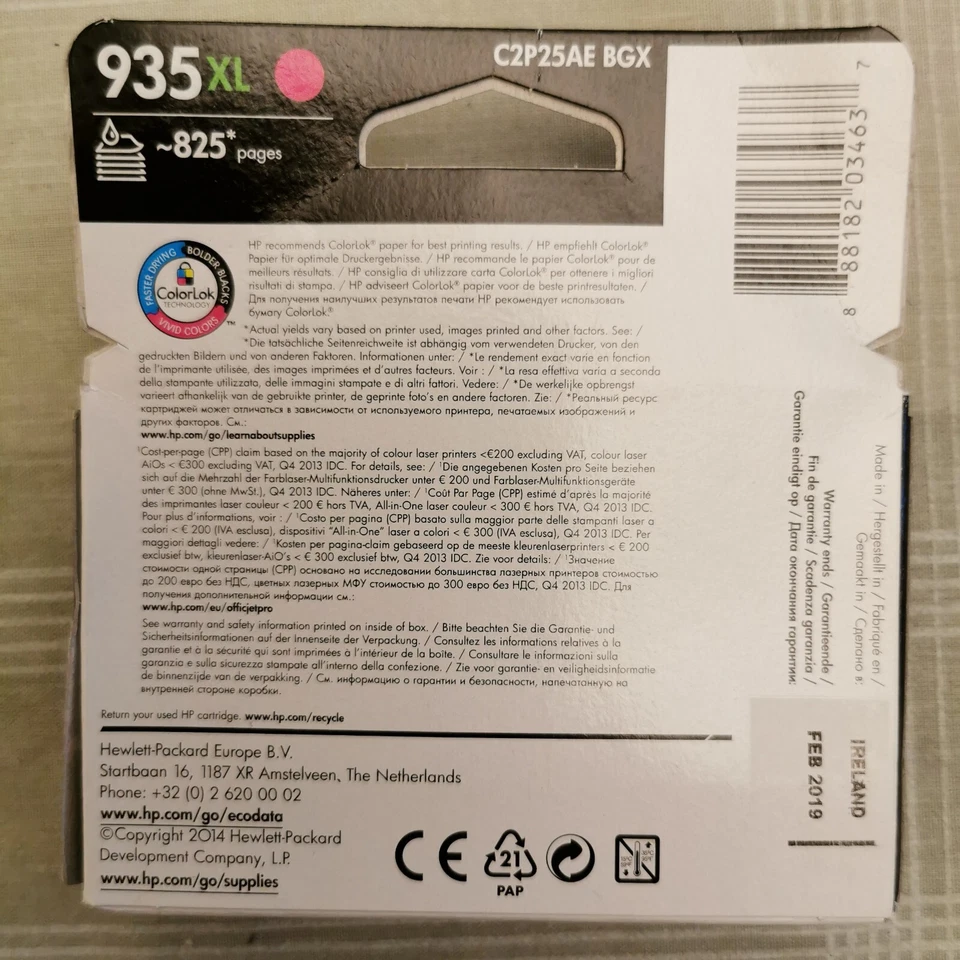 935XL
C2P25AE BGX
~825* pages
8 88182 03463 7
FASTER DRYING
BOLDER BLACKS
ColorLok
TECHNOLOGY
VIVID COLORS
™
HP recommends ColorLok® paper for best printing results. / HP empfiehlt ColorLok®
Papier für optimale Druckergebnisse. / HP recommande le papier ColorLok® pour de
meilleurs résultats. / HP consiglia di utilizzare carta ColorLok® per ottenere i migliori
risultati di stampa. / HP adviseert ColorLok® papier voor de beste printresultaten. /
Для получения наилучших результатов печати HP рекомендует использовать
бумагу ColorLok.®
*Actual yields vary based on printer used, images printed and other factors. See: /
*Die tatsächliche Seitenreichweite ist abhängig vom verwendeten Drucker, von den
gedruckten Bildern und von anderen Faktoren. Informationen unter: / *Le rendement exact varie en fonction
de l'imprimante utilisée, des images imprimées et d'autres facteurs. Voir : / *La resa effettiva varia a seconda
della stampante utilizzata, delle immagini stampate e di altri fattori. Vedere: / *De werkelijke opbrengst
varieert afhankelijk van de gebruikte printer, de geprinte foto's en andere factoren. Zie: / *Реальный ресурс
картриджей может отличаться в зависимости от используемого принтера, печатаемых изображений и
других факторов. См.:
www.hp.com/go/learnaboutsupplies
¹Cost-per-page (CPP) claim based on the majority of colour laser printers <€200 excluding VAT, colour laser
AiOs < €300 excluding VAT, Q4 2013 IDC. For details, see: / ¹Die angegebenen Kosten pro Seite beziehen
sich auf die Mehrzahl der Farblaser-Multifunktionsdrucker unter € 200 und Farblaser-Multifunktionsgeräte
unter € 300 (ohne MwSt.), Q4 2013 IDC. Näheres unter: / ¹Coût Par Page (CPP) estimé d'après la majorité
des imprimantes laser couleur < 200 € hors TVA, All-in-One laser couleur < 300 € hors TVA, Q4 2013 IDC.
Pour plus d'informations, voir : / ¹Costo per pagina (CPP) basato sulla maggior parte delle stampanti laser a
colori < € 200 (IVA esclusa), dispositivi "All-in-One" laser a colori < € 300 (IVA esclusa), Q4 2013 IDC. Per
maggiori dettagli vedere: / ¹Kosten per pagina-claim gebaseerd op de meeste kleurenlaserprinters < € 200
exclusief btw, kleurenlaser-AiO's < € 300 exclusief btw, Q4 2013 IDC. Zie voor details: / ¹Значение
стоимости одной страницы (CPP) основано на исследовании большинства лазерных принтеров стоимостью
до 200 евро без НДС, цветных лазерных МФУ стоимостью до 300 евро без НДС, Q4 2013 IDC. Для
получения дополнительной информации см.:
www.hp.com/eu/officejetpro
See warranty and safety information printed on inside of box. / Bitte beachten Sie die Garantie- und
Sicherheitsinformationen auf der Innenseite der Verpackung. / Consultez les informations relatives à la
garantie et à la sécurité qui sont imprimées à l'intérieur de la boîte. / Consultare le informazioni sulla
garanzia e sulla sicurezza stampate all'interno della confezione. / Zie voor garantie- en veiligheidsinformatie
de binnenzijde van de verpakking. / См. информацию о гарантии и безопасности, напечатанную на
внутренней стороне коробки.
Return your used HP cartridge. www.hp.com/recycle
Hewlett-Packard Europe B.V.
Startbaan 16, 1187 XR Amstelveen, The Netherlands
Phone: +32 (0) 2 620 00 02
www.hp.com/go/ecodata
©Copyright 2014 Hewlett-Packard
Development Company, L.P.
www.hp.com/go/supplies
CE
21
PAP
Made in / Hergestellt in / Fabriqué en /
Gemaakt in / Сделано в:
Warranty ends / Garantieende /
Fin de garantie / Scadenza garanzia /
Garantie eindigt op / Дата окончания гарантии:
IRELAND
FEB 2019